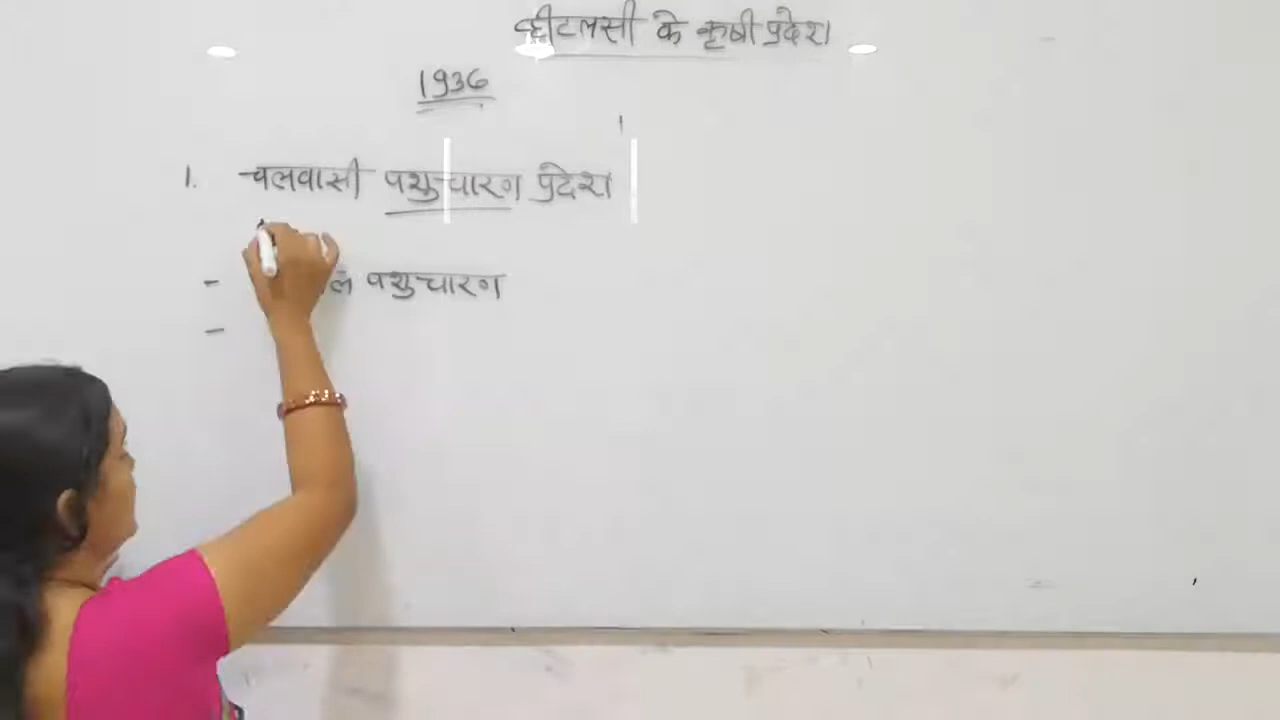 व्हीटलसी के कृषी प्रदेश
1936
1. चलवासी पशुचारण प्रदेश
- पशुचारण
-